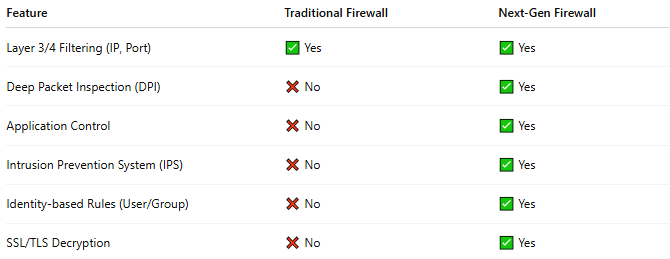 Feature Traditional Firewall Next-Gen Firewall
Layer 3/4 Filtering (IP, Port) ✅ Yes ✅ Yes
Deep Packet Inspection (DPI) ❌ No ✅ Yes
Application Control ❌ No ✅ Yes
Intrusion Prevention System (IPS) ❌ No ✅ Yes
Identity-based Rules (User/Group) ❌ No ✅ Yes
SSL/TLS Decryption ❌ No ✅ Yes